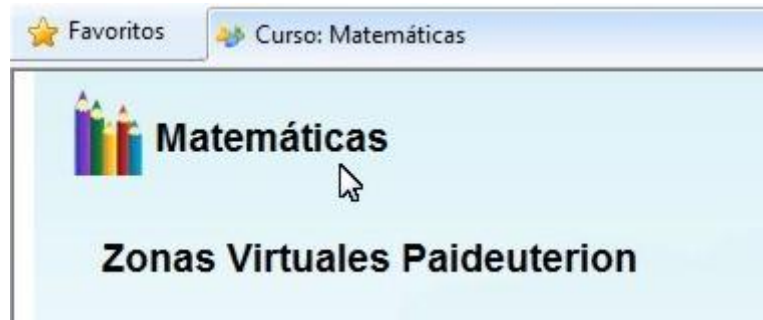 Favoritos
Curso: Matemáticas
Matemáticas
Zonas Virtuales Paideuterion